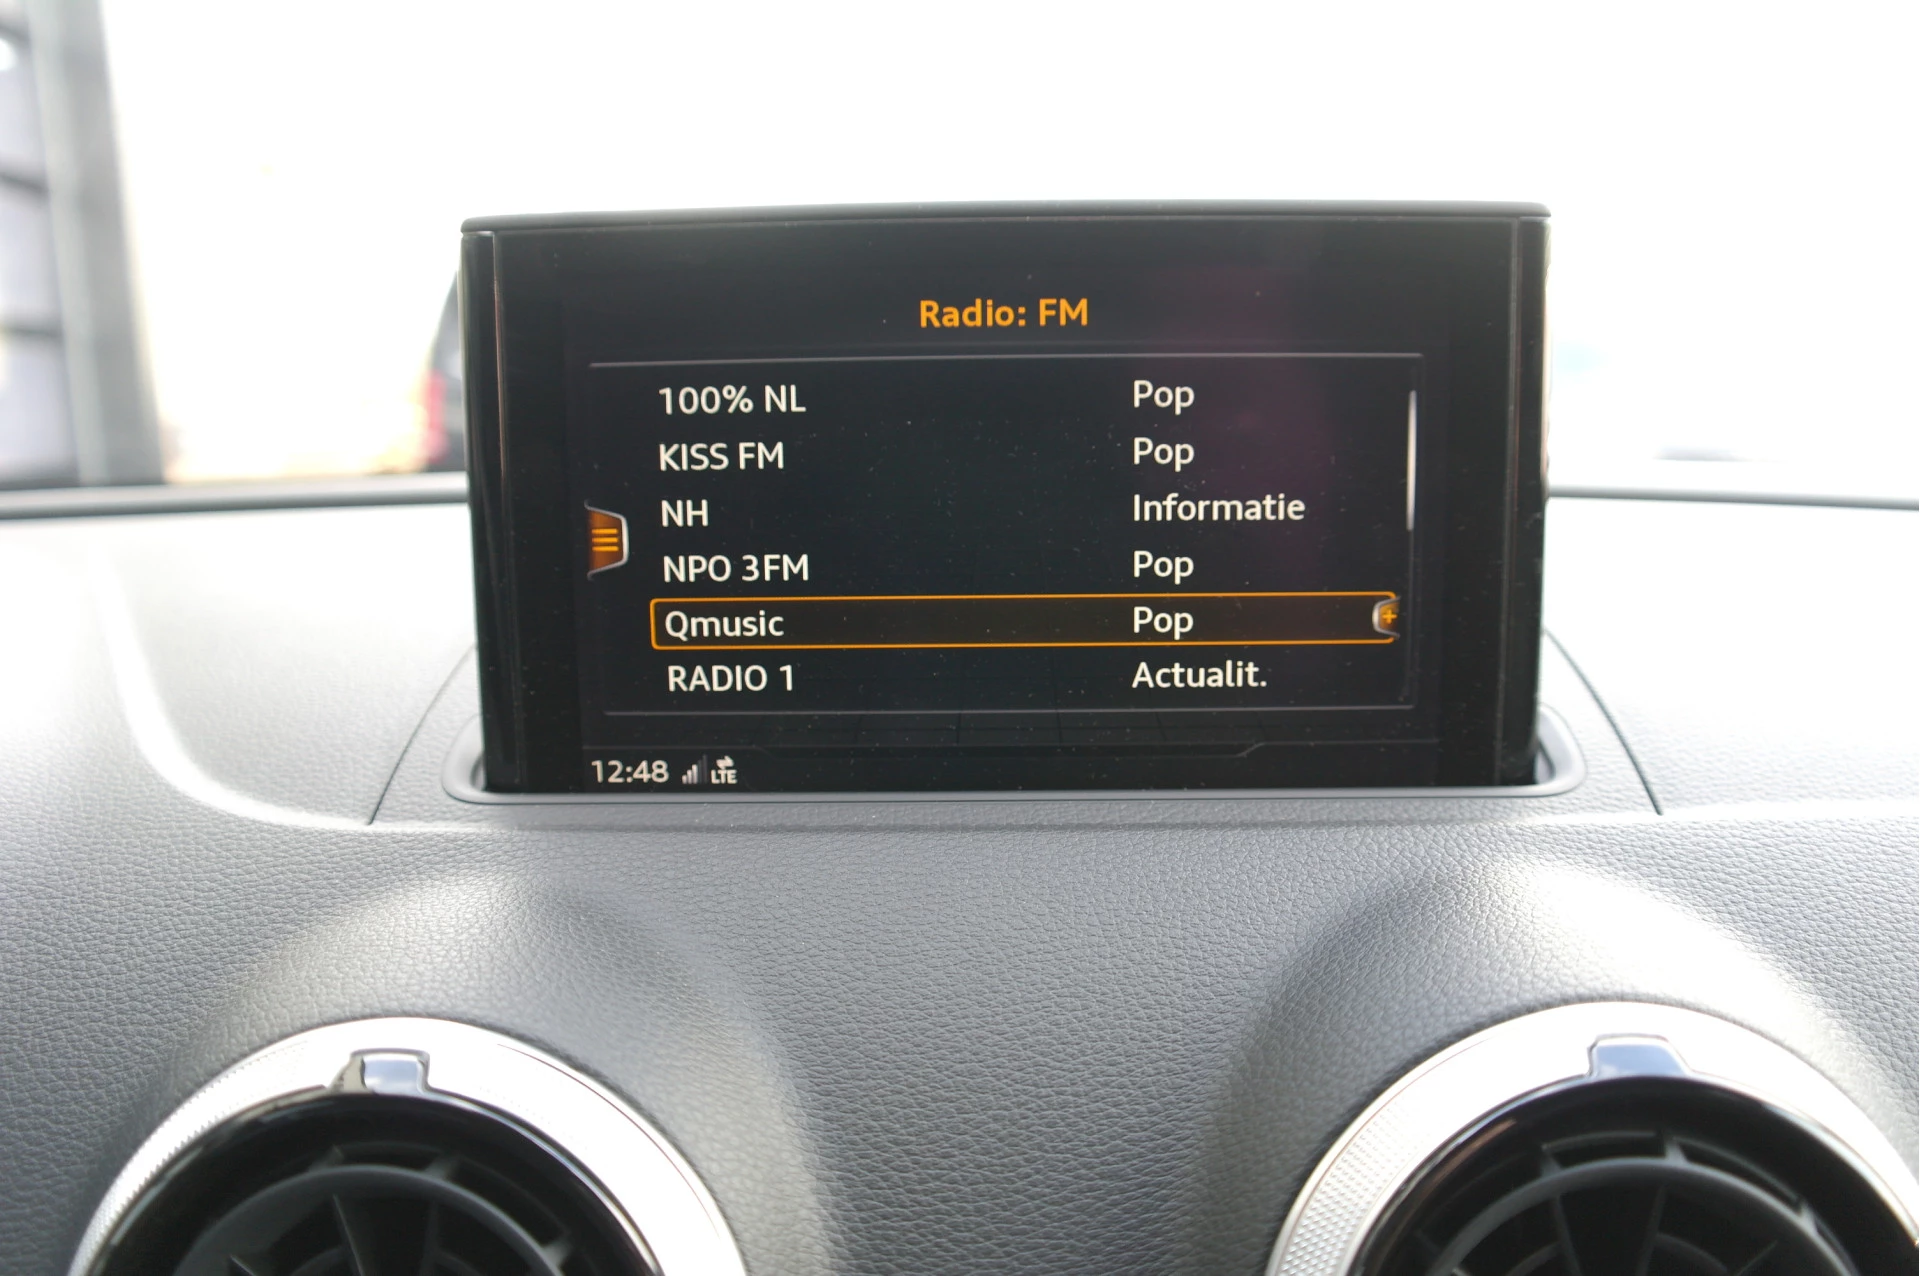 Radio: FM
100% NL Pop
KISS FM Pop
NH Informatie
NPO 3FM Pop
Qmusic Pop
RADIO 1 Actualit.
12:48 LTE